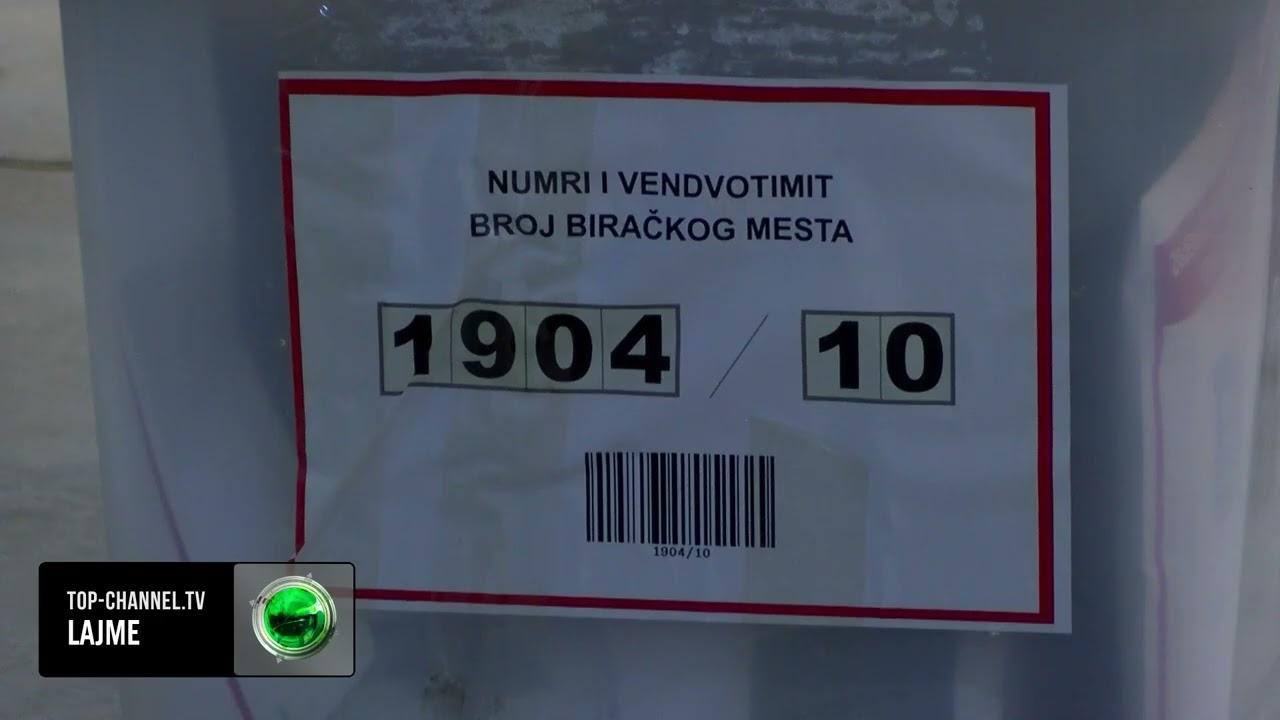 NUMRI I VENDVOTIMIT
BROJ BIRAČKOG MESTA
1904 / 10
1904/10
TOP-CHANNEL.TV
LAJME